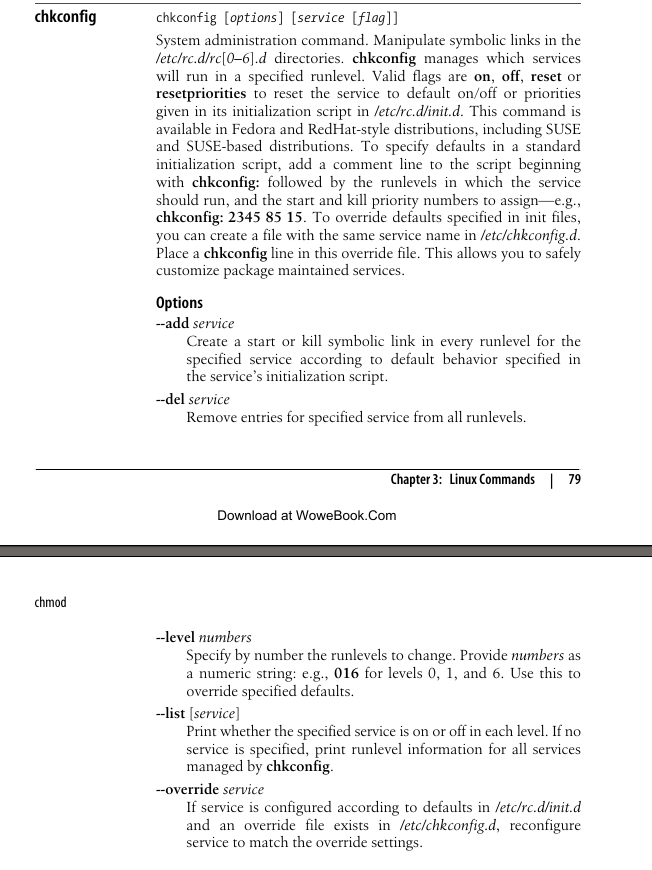 chkconfig
chkconfig [options] [service [flag]]
System administration command. Manipulate symbolic links in the
/etc/rc.d/rc[0–6].d directories. chkconfig manages which services
will run in a specified runlevel. Valid flags are on, off, reset or
resetpriorities to reset the service to default on/off or priorities
given in its initialization script in /etc/rc.d/init.d. This command is
available in Fedora and RedHat-style distributions, including SUSE
and SUSE-based distributions. To specify defaults in a standard
initialization script, add a comment line to the script beginning
with chkconfig: followed by the runlevels in which the service
should run, and the start and kill priority numbers to assign—e.g.,
chkconfig: 2345 85 15. To override defaults specified in init files,
you can create a file with the same service name in /etc/chkconfig.d.
Place a chkconfig line in this override file. This allows you to safely
customize package maintained services.
Options
--add service
Create a start or kill symbolic link in every runlevel for the
specified service according to default behavior specified in
the service’s initialization script.
--del service
Remove entries for specified service from all runlevels.
Chapter 3: Linux Commands | 79
Download at WoweBook.Com
chmod
--level numbers
Specify by number the runlevels to change. Provide numbers as
a numeric string: e.g., 016 for levels 0, 1, and 6. Use this to
override specified defaults.
--list [service]
Print whether the specified service is on or off in each level. If no
service is specified, print runlevel information for all services
managed by chkconfig.
--override service
If service is configured according to defaults in /etc/rc.d/init.d
and an override file exists in /etc/chkconfig.d, reconfigure
service to match the override settings.